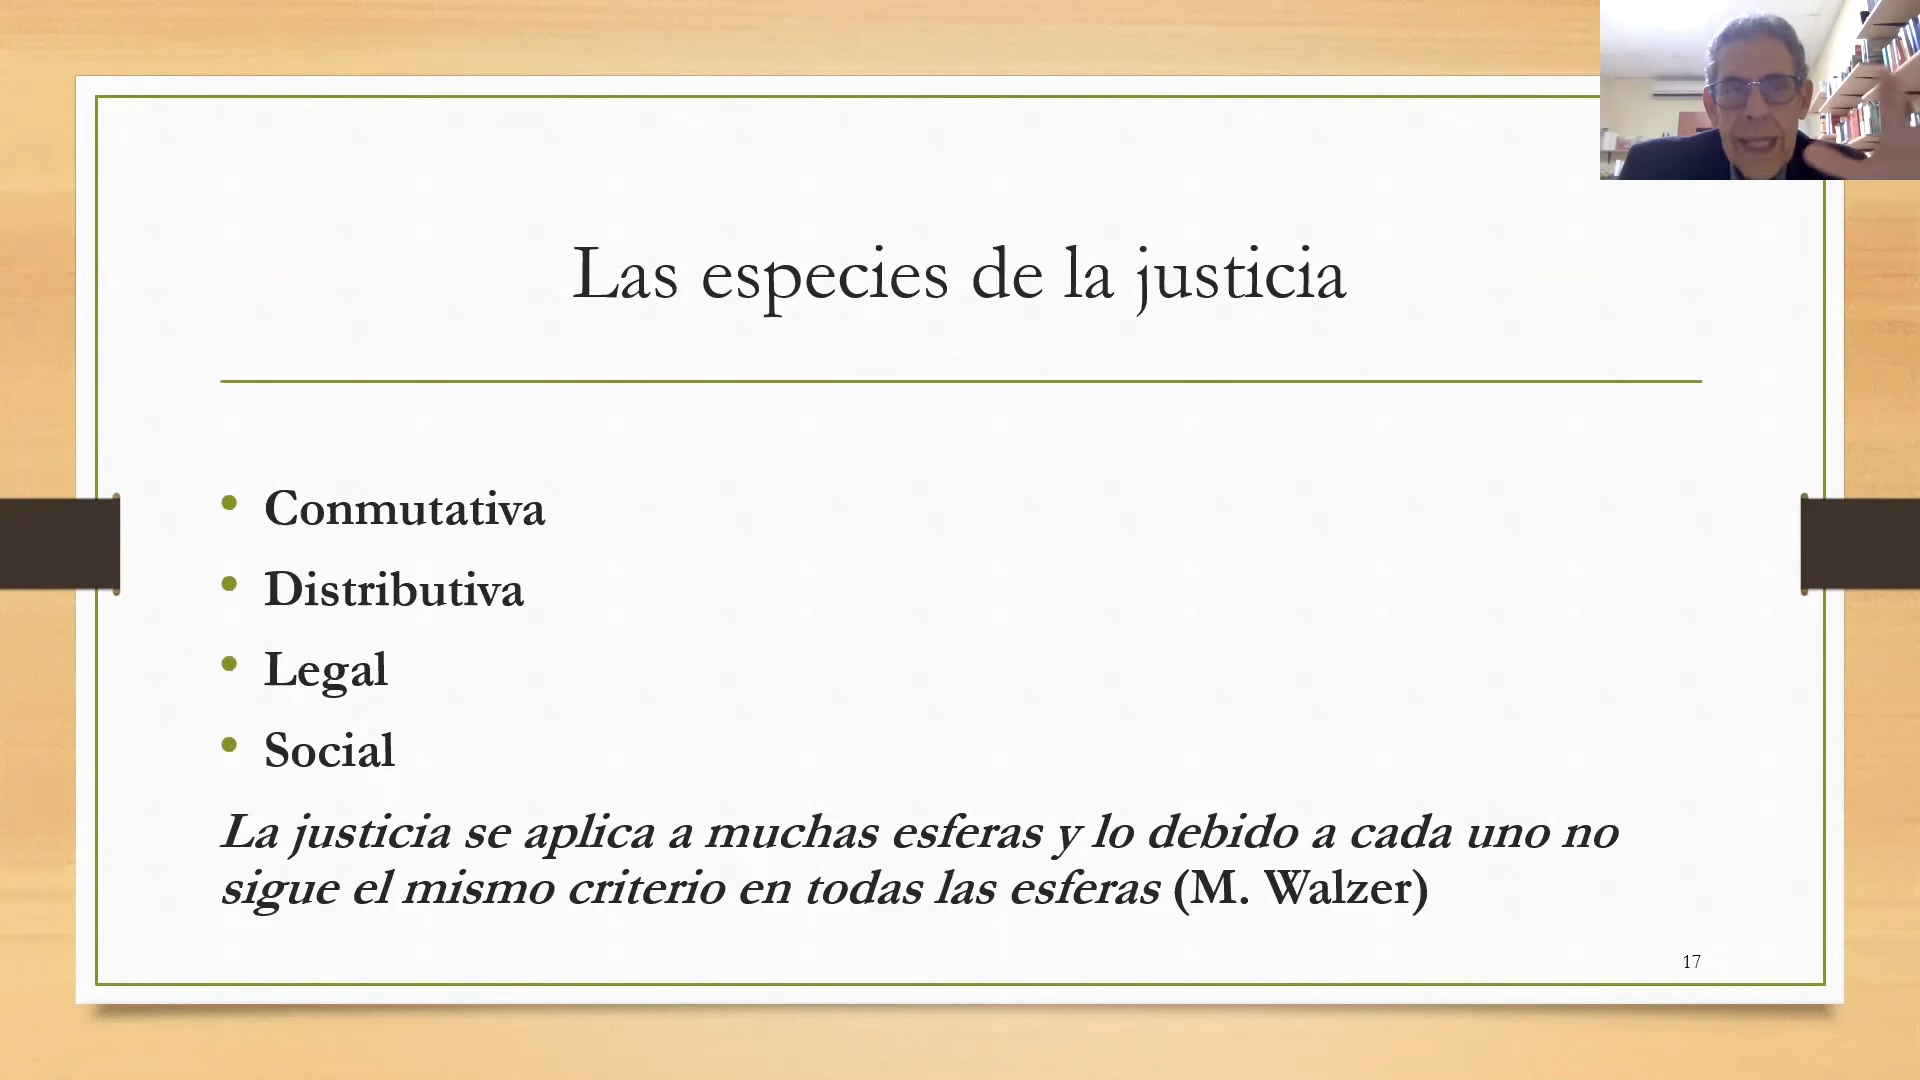 Las especies de la justicia
• Conmutativa
• Distributiva
• Legal
• Social
La justicia se aplica a muchas esferas y lo debido a cada uno no
sigue el mismo criterio en todas las esferas (M. Walzer)
17